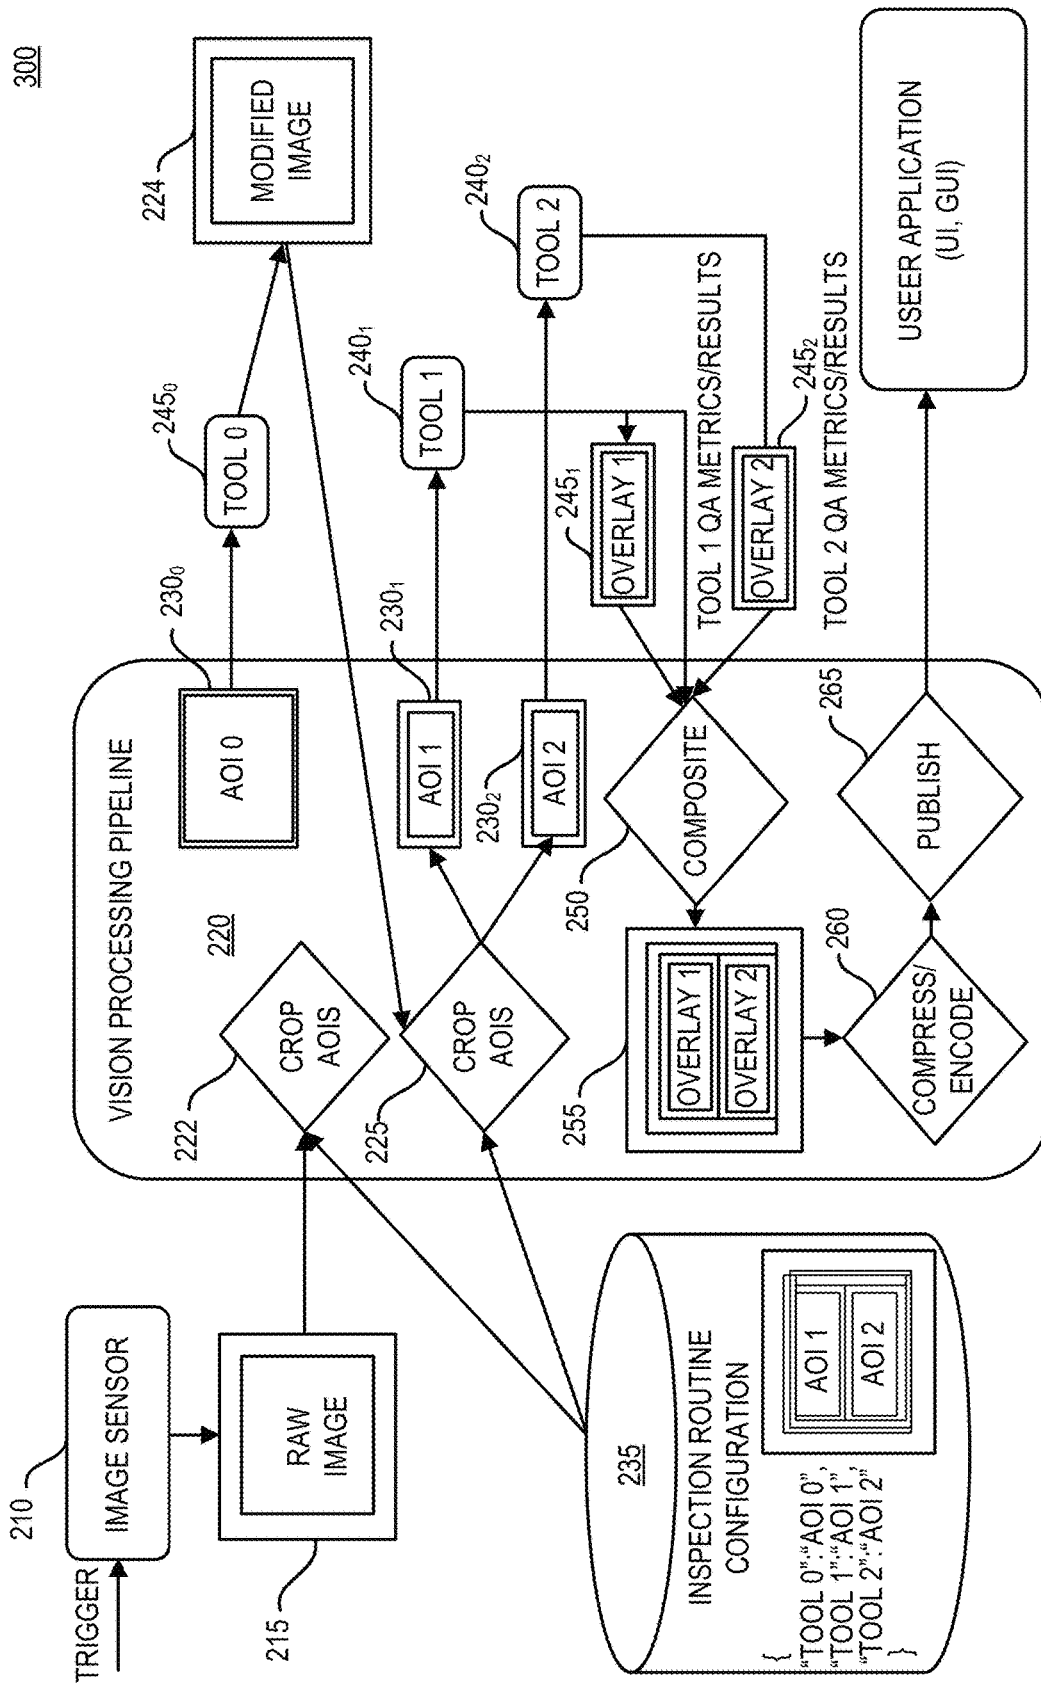 300
TRIGGER
210
IMAGE SENSOR
215
RAW
IMAGE
235
INSPECTION ROUTINE
CONFIGURATION
{
"TOOL 0":"AOI 0",
"TOOL 1":"AOI 1",
"TOOL 2":"AOI 2"
}
AOI 1
AOI 2
VISION PROCESSING PIPELINE
220
222
CROP
AOIS
225
CROP
AOIS
AOI 0
230₀
AOI 1
230₁
AOI 2
230₂
TOOL 0
245₀
MODIFIED
IMAGE
224
TOOL 1
240₁
TOOL 2
240₂
OVERLAY 1
245₁
TOOL 1 QA METRICS/RESULTS
OVERLAY 2
245₂
TOOL 2 QA METRICS/RESULTS
COMPOSITE
250
255
OVERLAY 1
OVERLAY 2
260
COMPRESS/
ENCODE
265
PUBLISH
USEER APPLICATION
(UI, GUI)